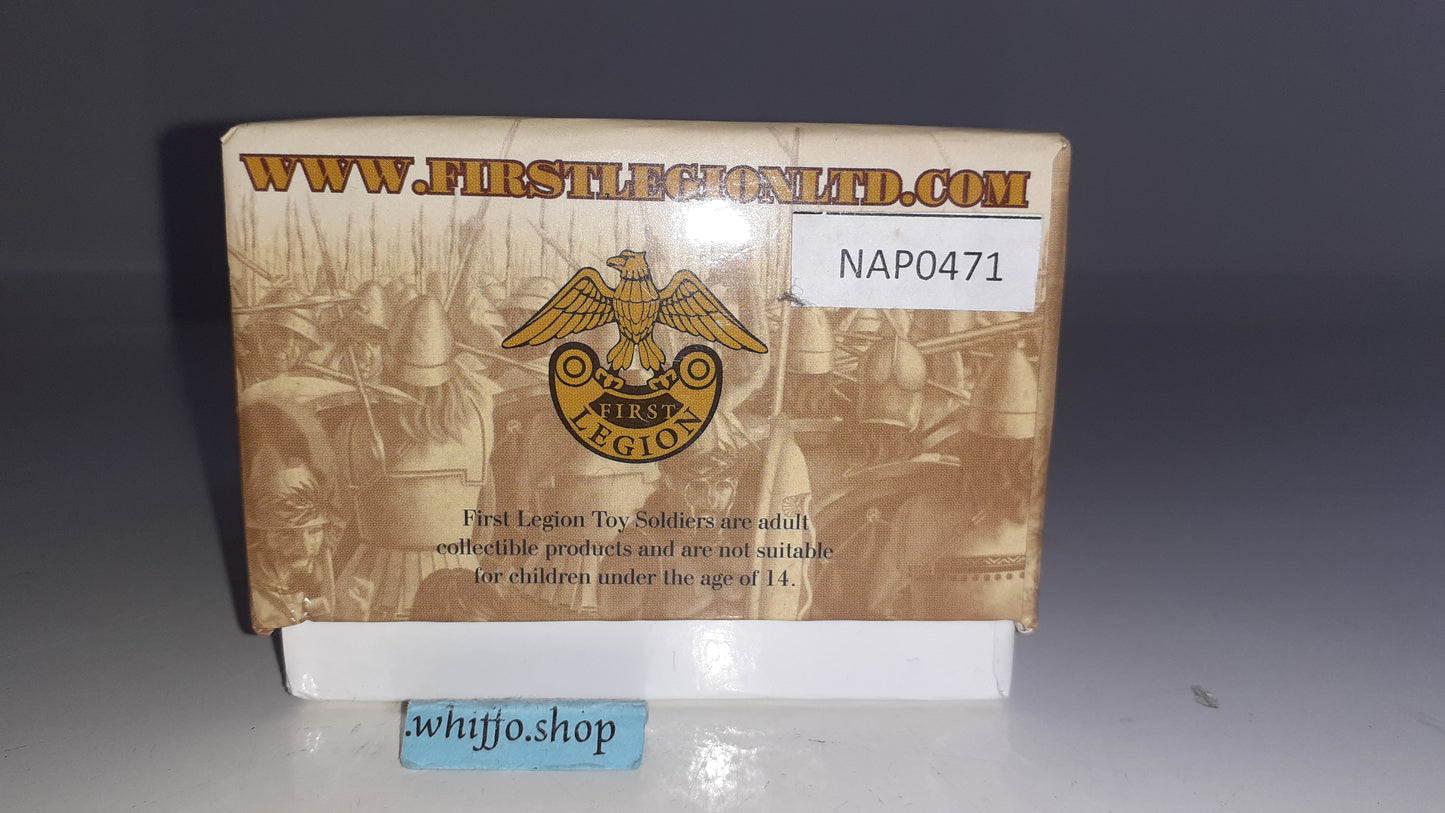 WWW.FIRSTLEGIONLTD.COM
NAP0471
FIRST
LEGION
First Legion Toy Soldiers are adult
collectible products and are not suitable
for children under the age of 14.
.whiffo.shop